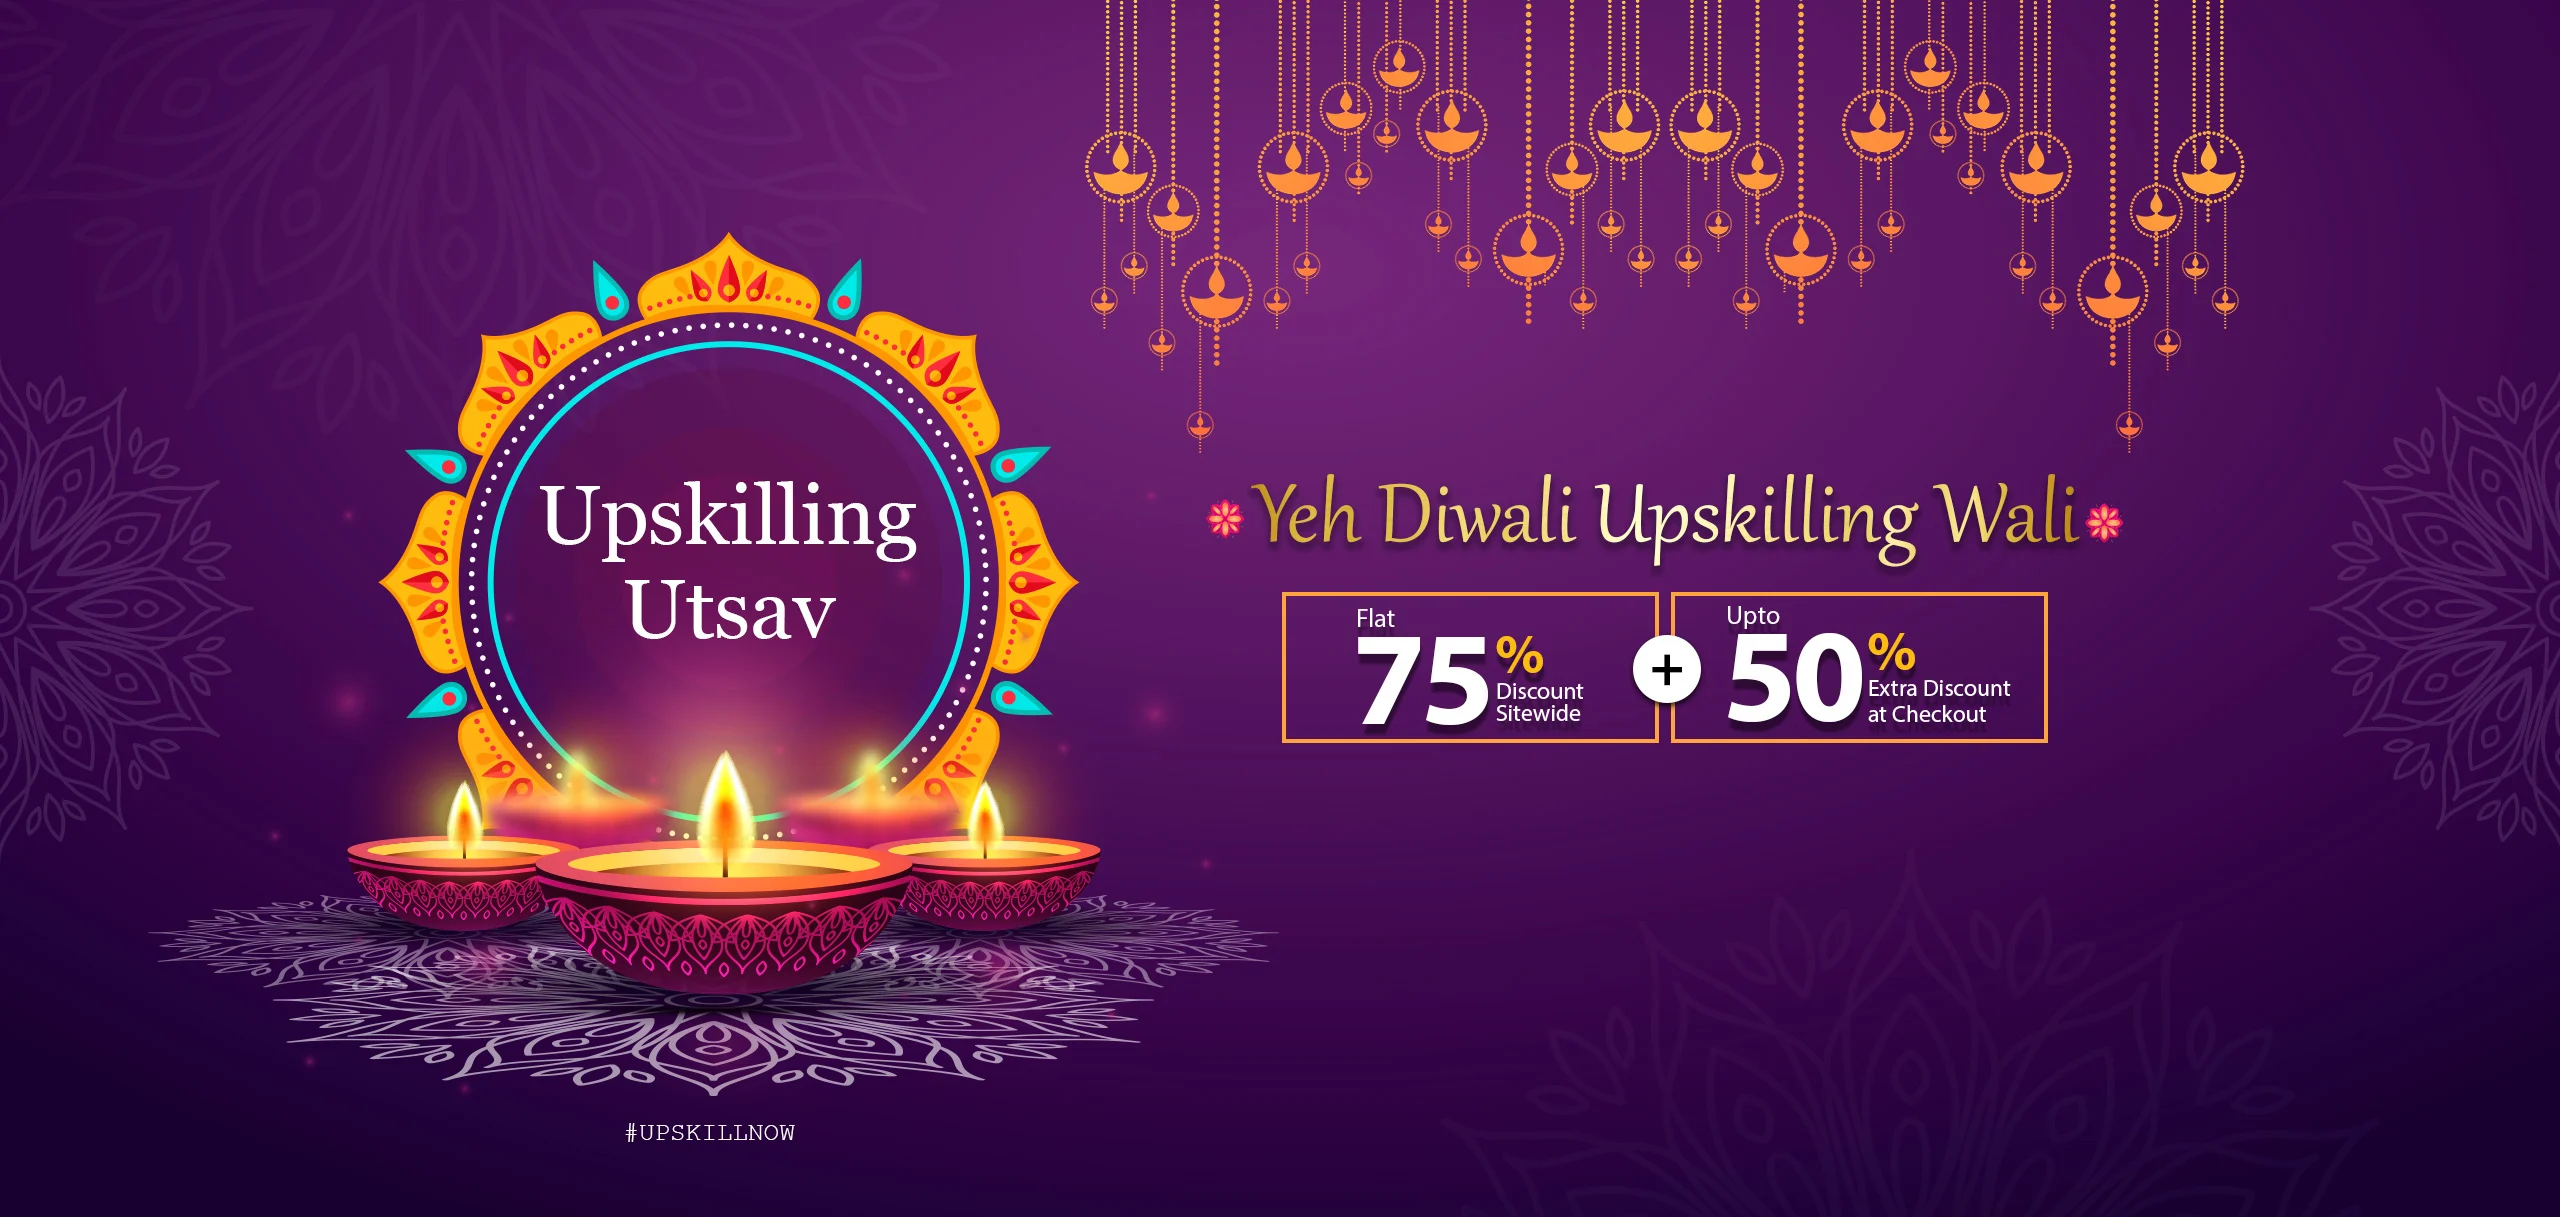 Upskilling
Utsav
#UPSKILLNOW
Yeh Diwali Upskilling Wali
Flat
75%
Discount
Sitewide
+
Upto
50%
Extra Discount
at Checkout